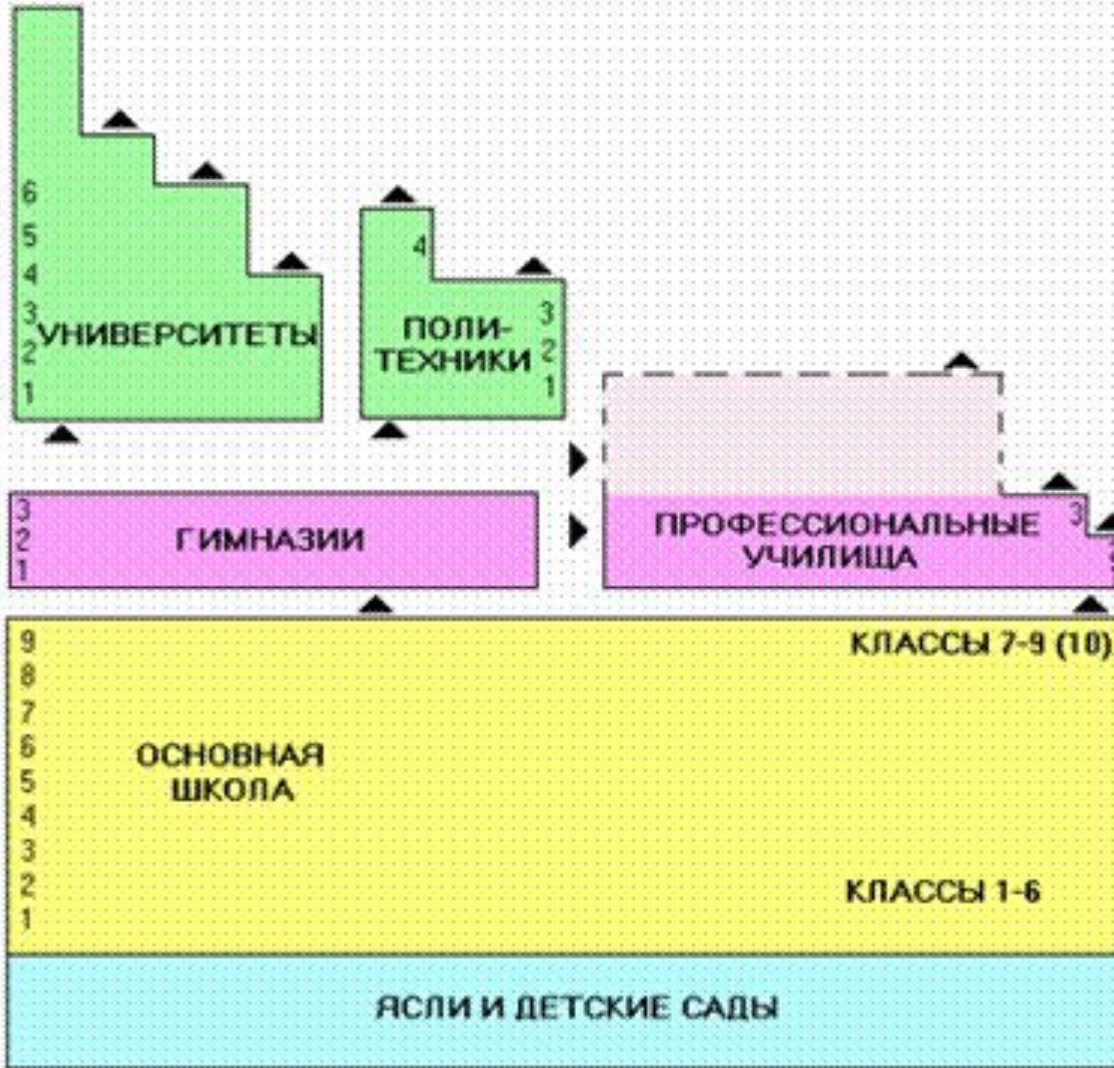 6
5
4
3
2
1
УНИВЕРСИТЕТЫ
4
ПОЛИ-
ТЕХНИКИ
3
2
1
3
2
1
ГИМНАЗИИ
ПРОФЕССИОНАЛЬНЫЕ
УЧИЛИЩА
3
9
8
7
6
5
4
3
2
1
КЛАССЫ 7-9 (10)
ОСНОВНАЯ
ШКОЛА
КЛАССЫ 1-6
ЯСЛИ И ДЕТСКИЕ САДЫ